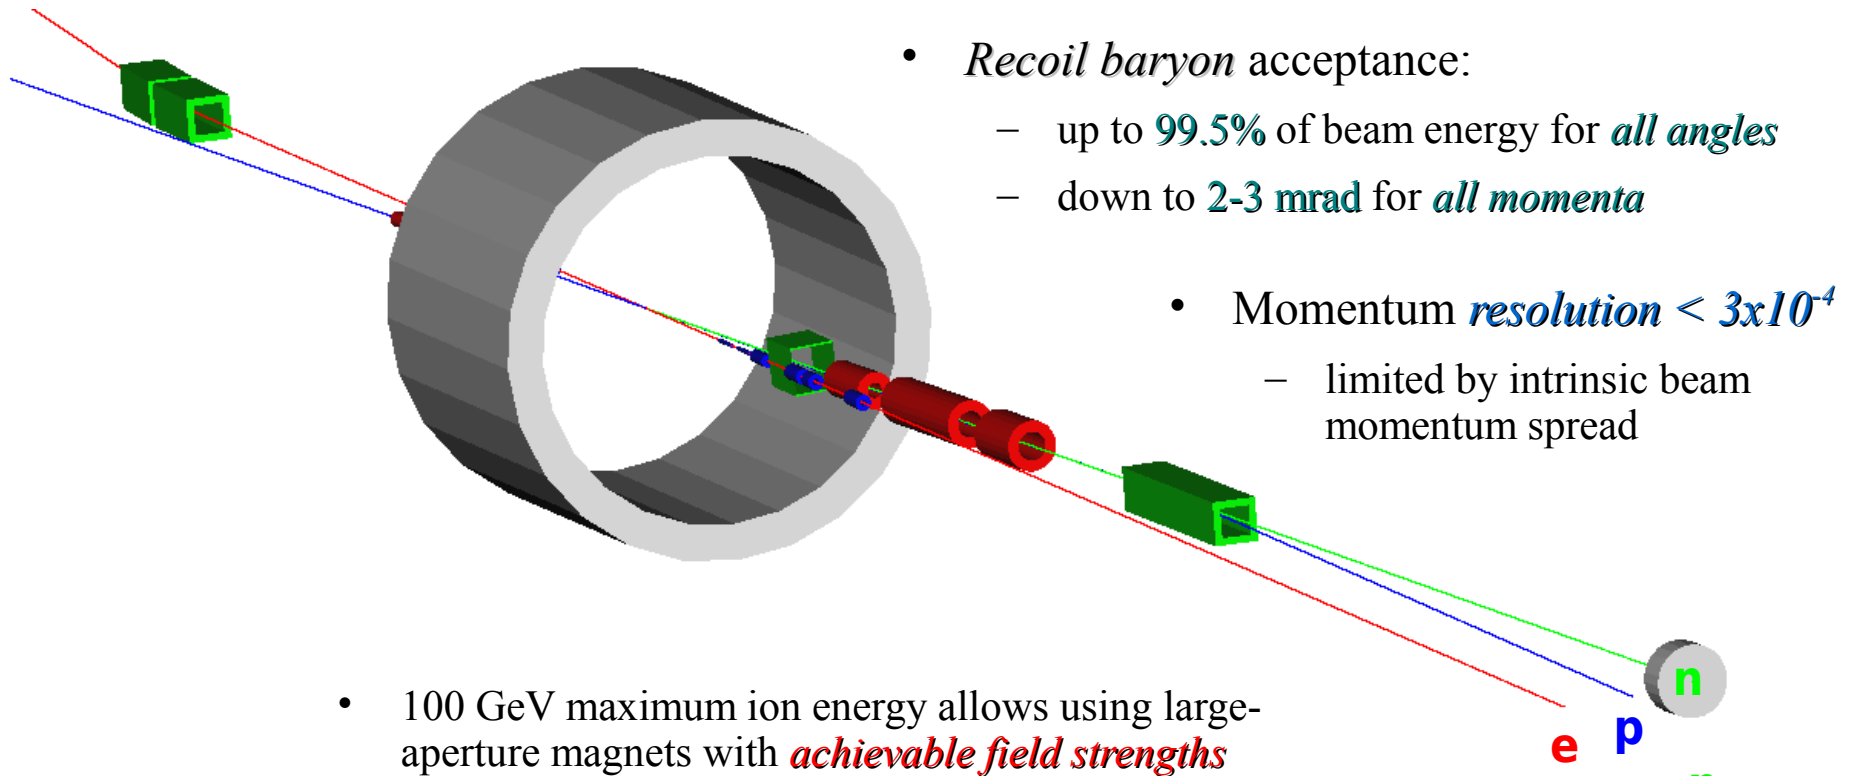 • Recoil baryon acceptance:
– up to 99.5% of beam energy for all angles
– down to 2-3 mrad for all momenta
• Momentum resolution < 3x10-4
– limited by intrinsic beam
momentum spread
n
p
e
• 100 GeV maximum ion energy allows using large-
aperture magnets with achievable field strengths